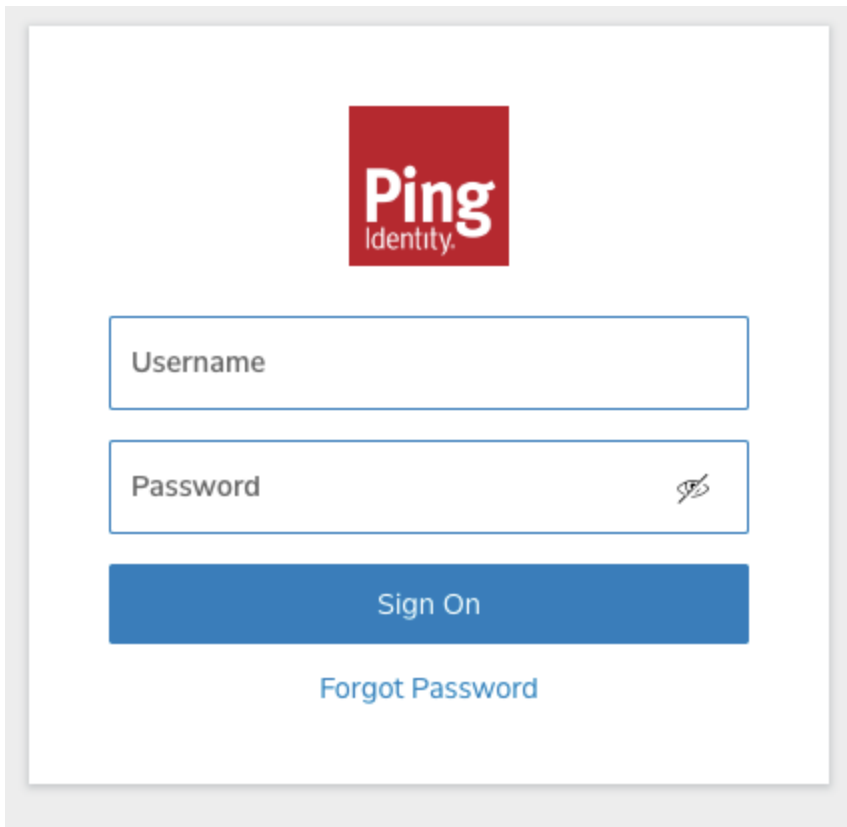 Ping
Identity.
Username
Password
Sign On
Forgot Password